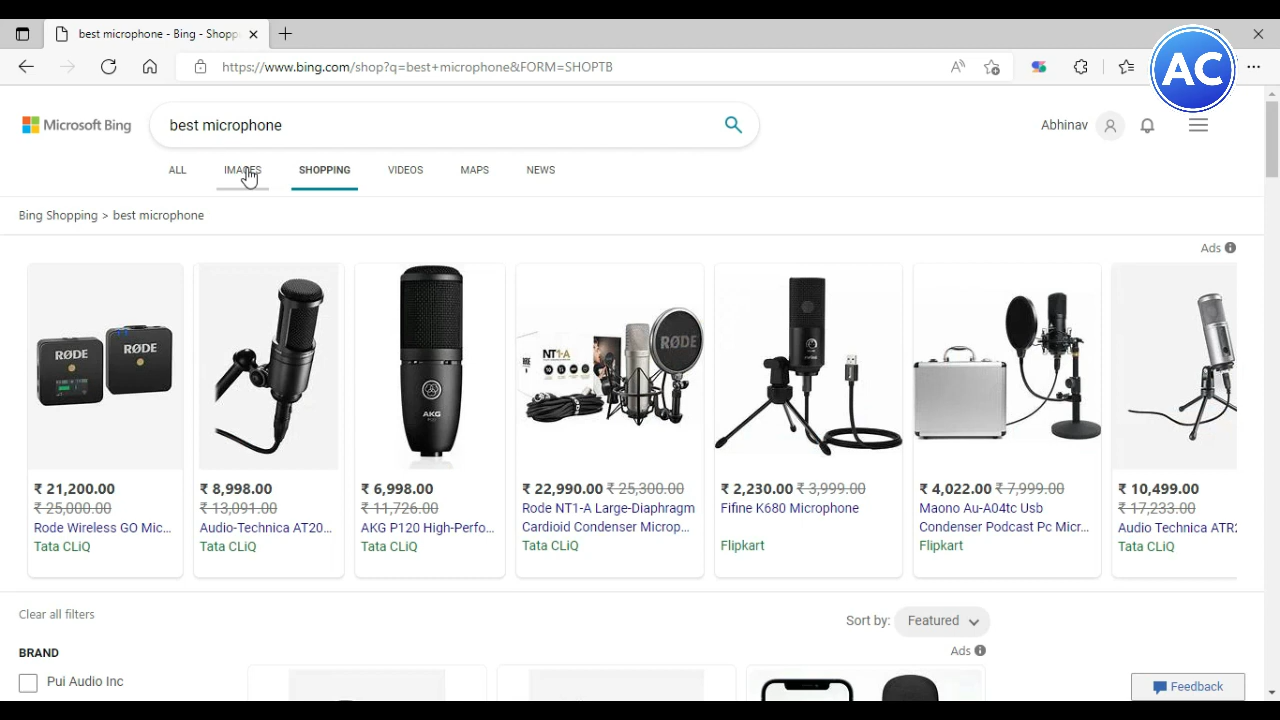 best microphone - Bing - Shopp
https://www.bing.com/shop?q=best+microphone&FORM=SHOPTB
AC
Microsoft Bing
best microphone
Abhinav
ALL
IMAGES
SHOPPING
VIDEOS
MAPS
NEWS
Bing Shopping > best microphone
Ads
RØDE
RØDE
AKG
NT1-A
RØDE
₹ 21,200.00
₹ 25,000.00
Rode Wireless GO Mic...
Tata CLiQ
₹ 8,998.00
₹ 13,091.00
Audio-Technica AT20...
Tata CLiQ
₹ 6,998.00
₹ 11,726.00
AKG P120 High-Perfo...
Tata CLiQ
₹ 22,990.00 ₹ 25,300.00
Rode NT1-A Large-Diaphragm
Cardioid Condenser Microp...
Tata CLiQ
₹ 2,230.00 ₹ 3,999.00
Fifine K680 Microphone
Flipkart
₹ 4,022.00 ₹ 7,999.00
Maono Au-A04tc Usb
Condenser Podcast Pc Micr...
Flipkart
₹ 10,499.00
₹ 17,233.00
Audio Technica ATR2
Tata CLiQ
Clear all filters
Sort by: Featured
Ads
BRAND
Pui Audio Inc
Feedback